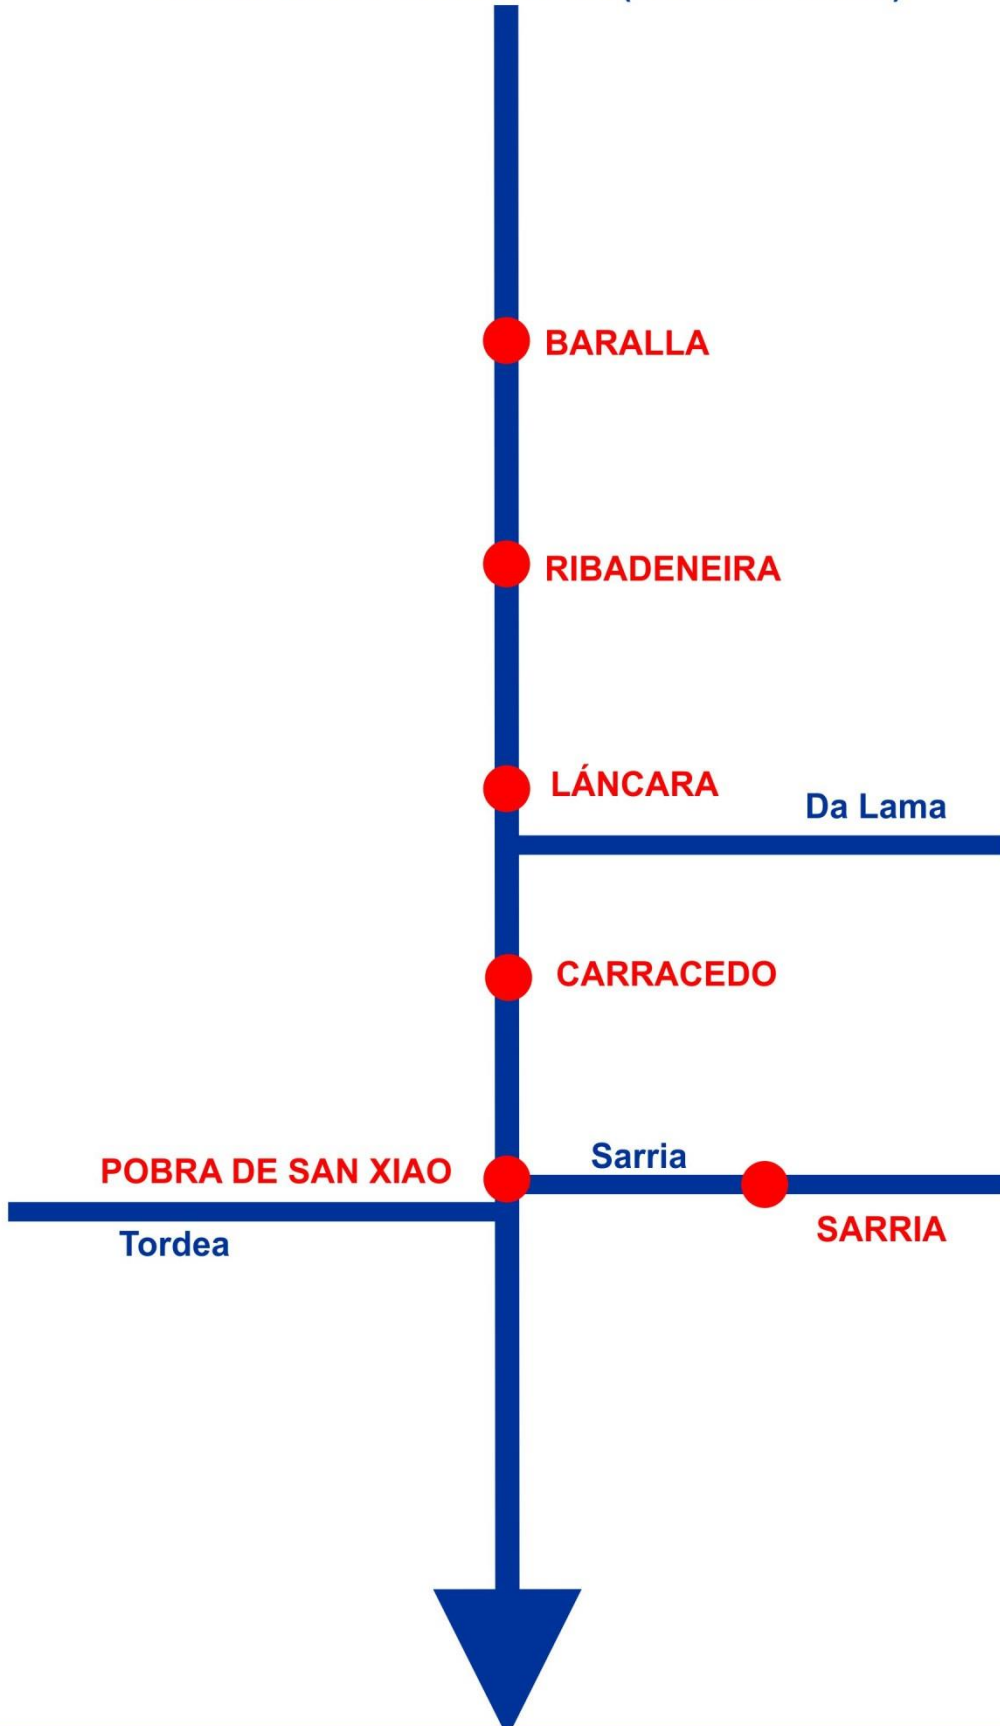 BARALLA
RIBADENEIRA
LÁNCARA
Da Lama
CARRACEDO
Sarria
POBRA DE SAN XIAO
SARRIA
Tordea